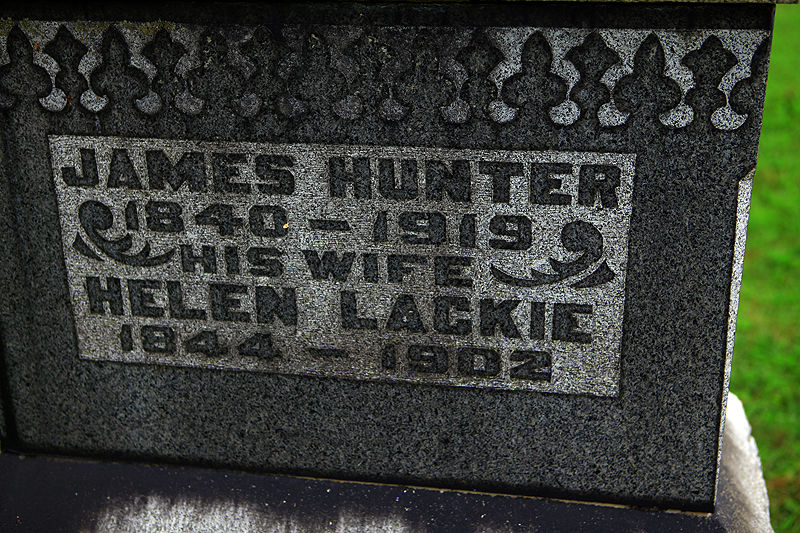 JAMES HUNTER
1840 – 1919
HIS WIFE
HELEN LACKIE
1844 – 1902